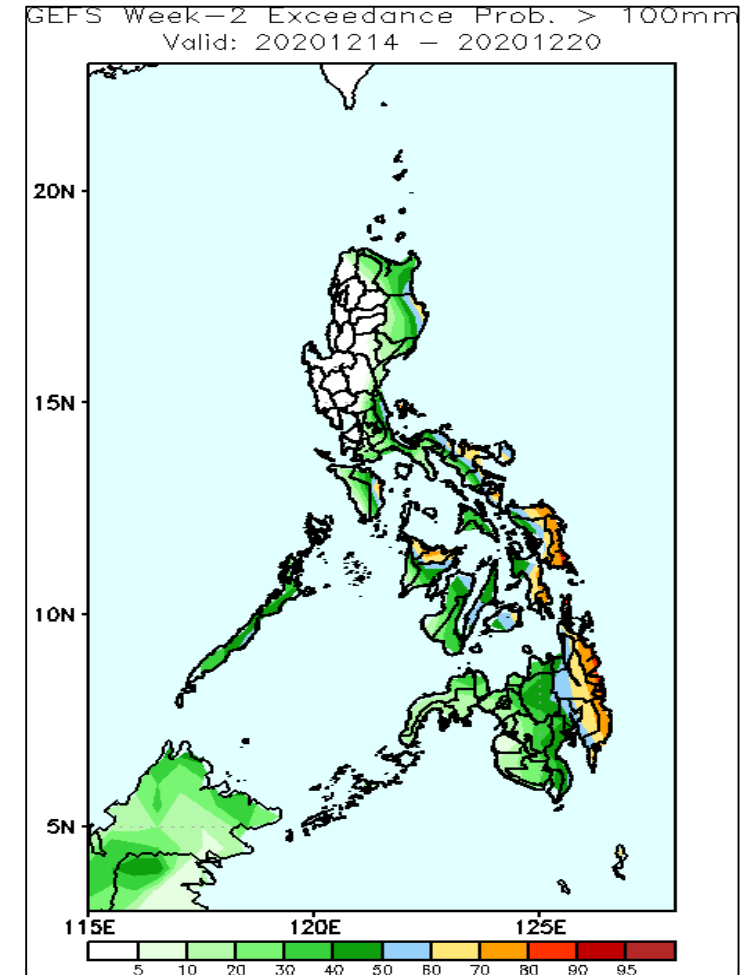 GEFS Week-2 Exceedance Prob. > 100mm
Valid: 20201214 - 20201220
20N
15N
10N
5N
115E 120E 125E
5 10 20 30 40 50 60 70 80 90 95